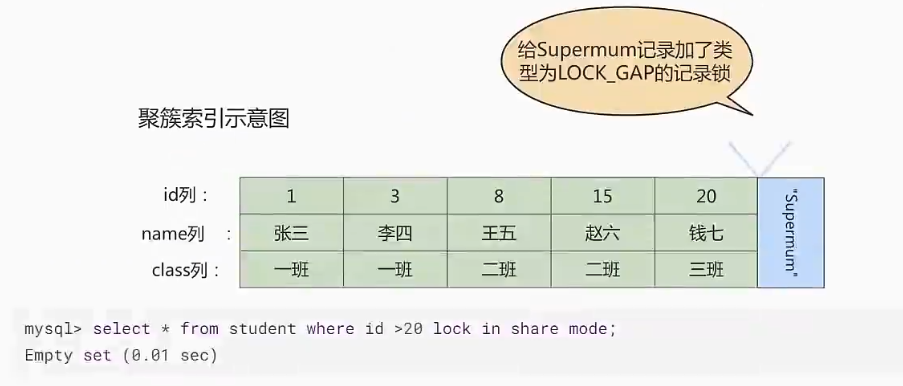 给Supermum记录加了类
型为LOCK_GAP的记录锁
聚簇索引示意图
id列： 1 3 8 15 20
name列 ： 张三 李四 王五 赵六 钱七
class列： 一班 一班 二班 二班 三班
"Supermum"
mysql> select * from student where id >20 lock in share mode;
Empty set (0.01 sec)